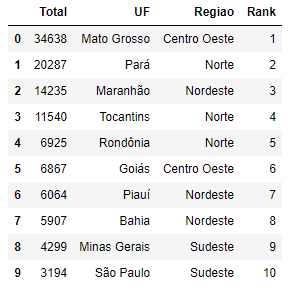 Total UF Regiao Rank
0 34638 Mato Grosso Centro Oeste 1
1 20287 Pará Norte 2
2 14235 Maranhão Nordeste 3
3 11540 Tocantins Norte 4
4 6925 Rondônia Norte 5
5 6867 Goiás Centro Oeste 6
6 6064 Piauí Nordeste 7
7 5907 Bahia Nordeste 8
8 4299 Minas Gerais Sudeste 9
9 3194 São Paulo Sudeste 10